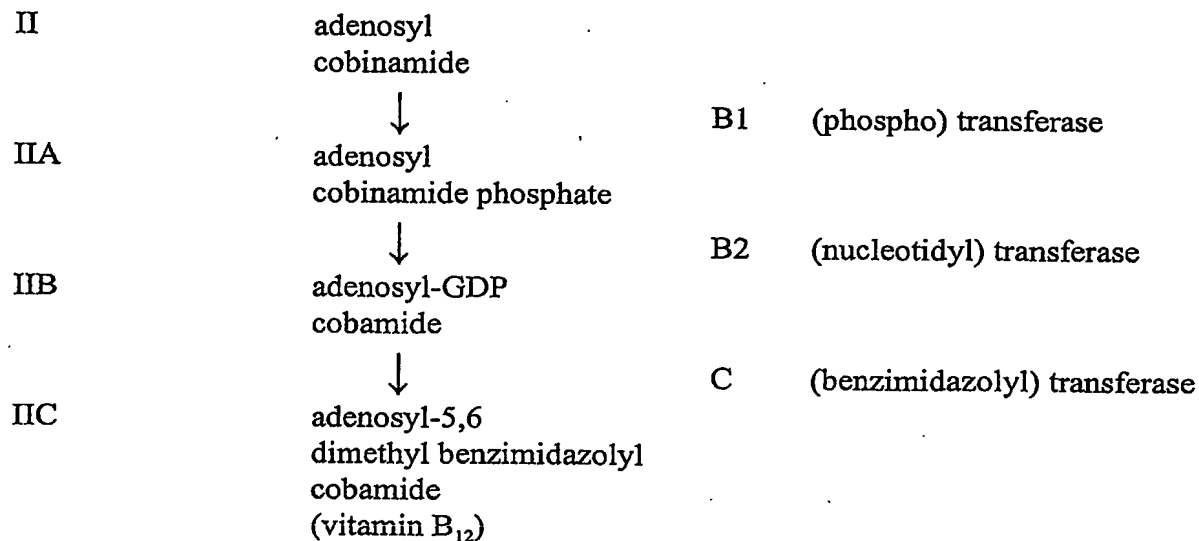 II adenosyl
cobinamide
↓
B1 (phospho) transferase
IIA adenosyl
cobinamide phosphate
↓
B2 (nucleotidyl) transferase
IIB adenosyl-GDP
cobamide
↓
C (benzimidazolyl) transferase
IIC adenosyl-5,6
dimethyl benzimidazolyl
cobamide
(vitamin B₁₂)